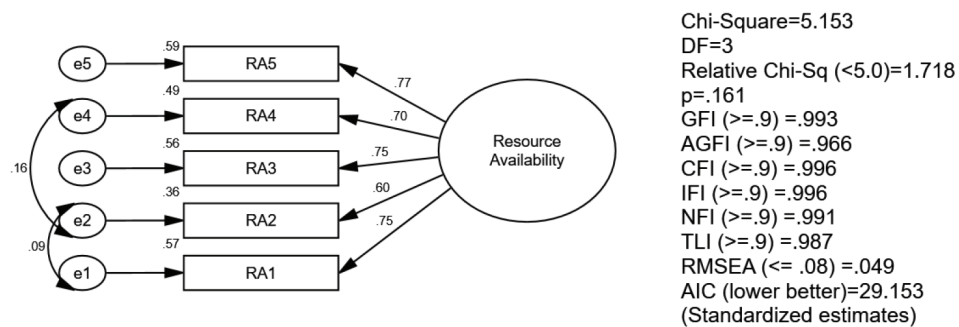 .59
e5
RA5
.77
.49
e4
RA4
.70
.56
e3
RA3
.75
.16
.36
e2
RA2
.60
.09
.57
e1
RA1
.75
Resource
Availability
Chi-Square=5.153
DF=3
Relative Chi-Sq (<5.0)=1.718
p=.161
GFI (>=.9) =.993
AGFI (>=.9) =.966
CFI (>=.9) =.996
IFI (>=.9) =.996
NFI (>=.9) =.991
TLI (>=.9) =.987
RMSEA (<= .08) =.049
AIC (lower better)=29.153
(Standardized estimates)